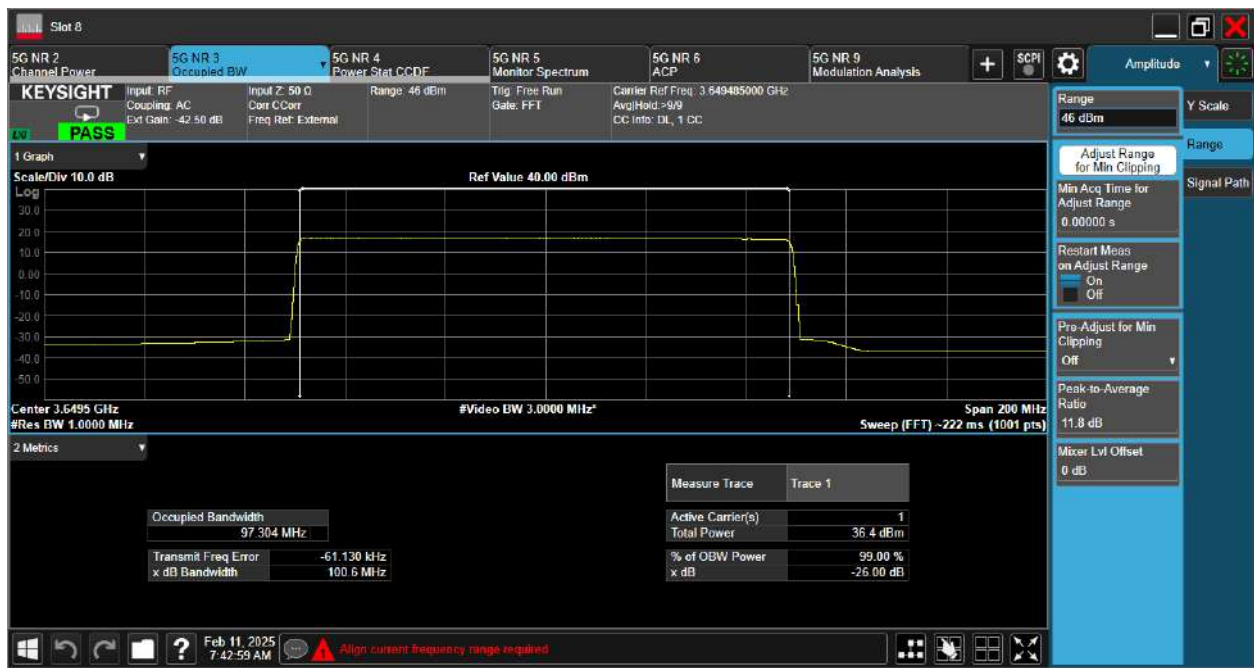 Slot 8
5G NR 2
Channel Power
5G NR 3
Occupied BW
5G NR 4
Power Stat CCDF
5G NR 5
Monitor Spectrum
5G NR 6
ACP
5G NR 9
Modulation Analysis
+
SCPI
Amplitude
KEYSIGHT
LXI
PASS
Input: RF
Coupling: AC
Ext Gain: -42.50 dB
Input Z: 50 Ω
Corr CCorr
Freq Ref: External
Range: 46 dBm
Trig: Free Run
Gate: FFT
Carrier Ref Freq: 3.649485000 GHz
Avg|Hold:>9/9
CC Info: DL, 1 CC
1 Graph
Scale/Div 10.0 dB
Ref Value 40.00 dBm
Log
30.0
20.0
10.0
0.00
-10.0
-20.0
-30.0
-40.0
-50.0
Center 3.6495 GHz
#Video BW 3.0000 MHz*
Span 200 MHz
#Res BW 1.0000 MHz
Sweep (FFT) ~222 ms (1001 pts)
2 Metrics
Measure Trace Trace 1
Occupied Bandwidth
97.304 MHz
Transmit Freq Error -61.130 kHz
x dB Bandwidth 100.6 MHz
Active Carrier(s) 1
Total Power 36.4 dBm
% of OBW Power 99.00 %
x dB -26.00 dB
Range
46 dBm
Adjust Range
for Min Clipping
Min Acq Time for
Adjust Range
0.00000 s
Restart Meas
on Adjust Range
On
Off
Pre-Adjust for Min
Clipping
Off
Peak-to-Average
Ratio
11.8 dB
Mixer Lvl Offset
0 dB
Y Scale
Range
Signal Path
?
Feb 11, 2025
7:42:59 AM
Align current frequency range required